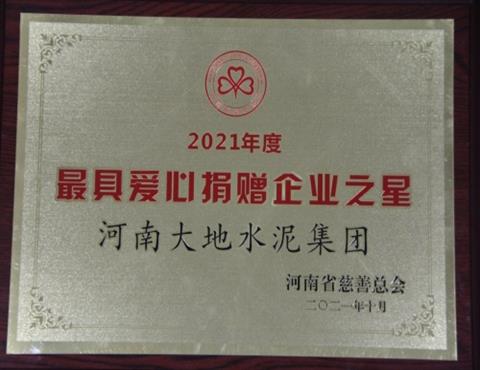 2021年度
最具爱心捐赠企业之星
河南大地水泥集团
河南省慈善总会
二〇二一年十月